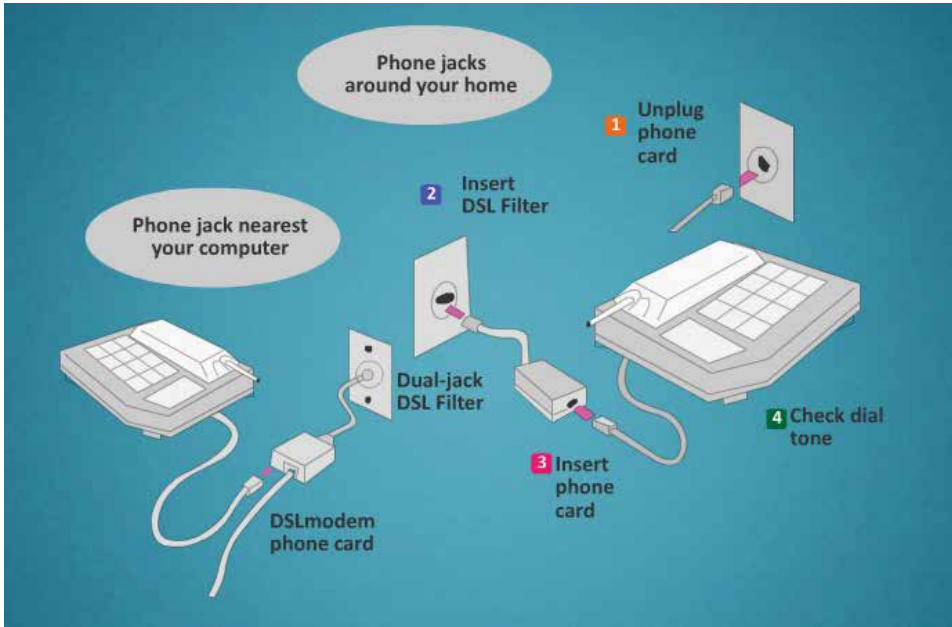 Phone jacks
around your home
1 Unplug
phone
card
2 Insert
DSL Filter
Phone jack nearest
your computer
Dual-jack
DSL Filter
4 Check dial
tone
3 Insert
phone
card
DSLmodem
phone card